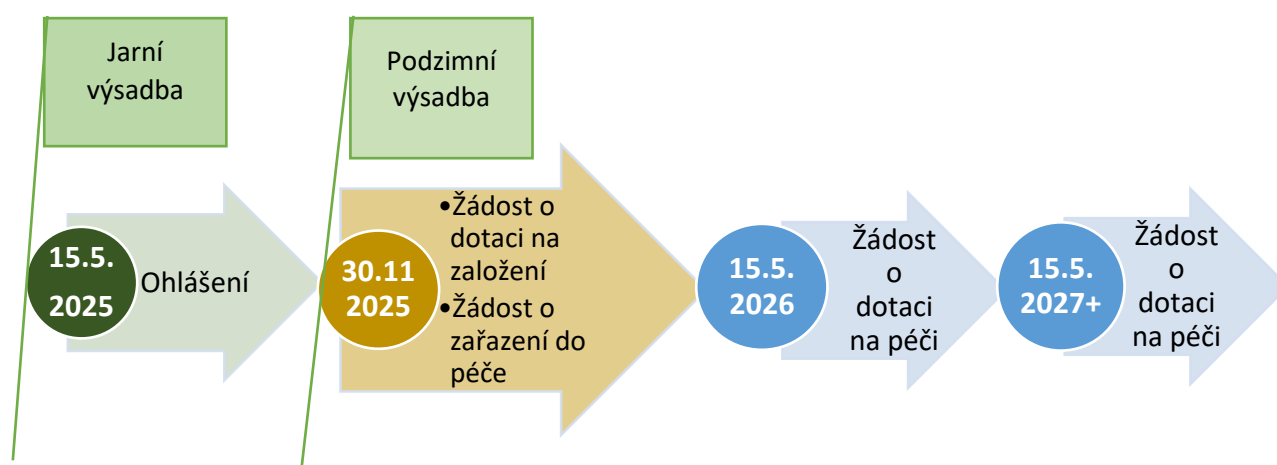 Jarní
výsadba
Podzimní
výsadba
15.5.
2025
Ohlášení
30.11
2025
•Žádost o
dotaci na
založení
•Žádost o
zařazení do
péče
15.5.
2026
Žádost
o
dotaci
na péči
15.5.
2027+
Žádost
o
dotaci
na péči